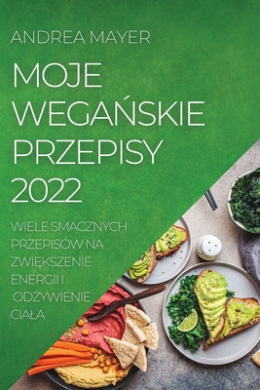 ANDREA MAYER
MOJE
WEGAŃSKIE
PRZEPISY
2022
WIELE SMACZNYCH
PRZEPISÓW NA
ZWIĘKSZENIE
ENERGII I
ODŻYWIENIE
CIAŁA